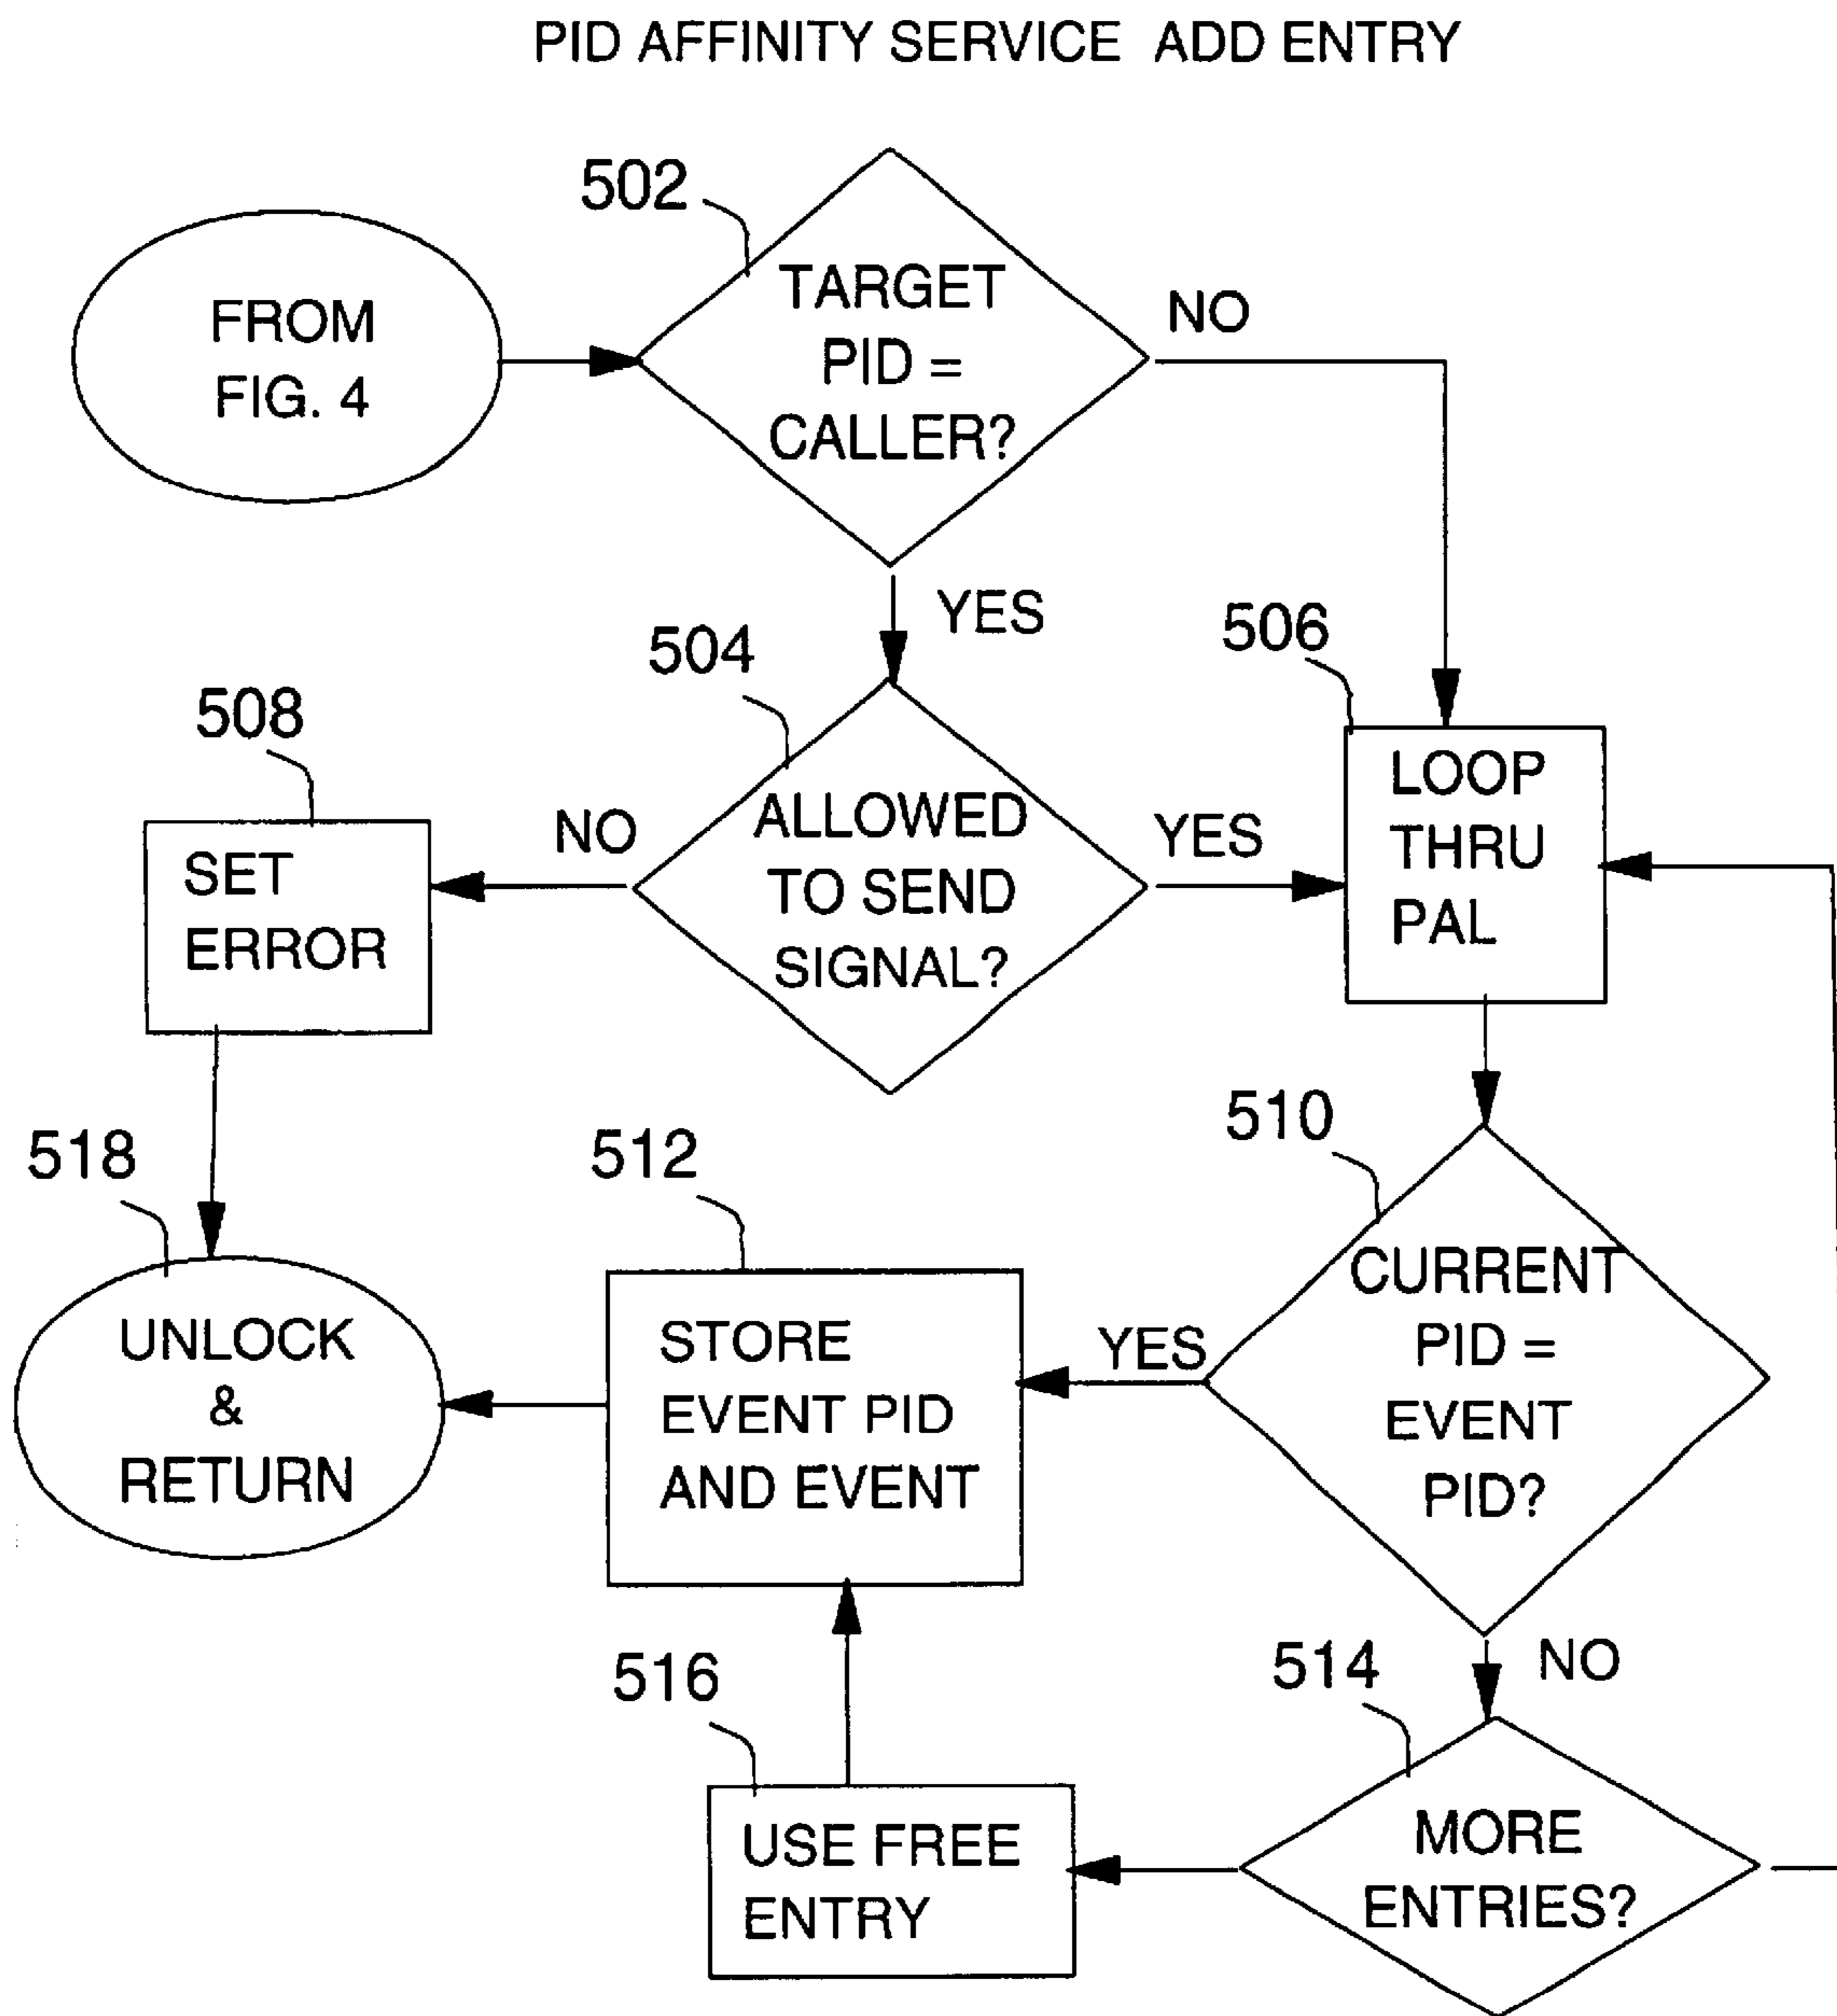 PID AFFINITY SERVICE ADD ENTRY
502
FROM
FIG. 4
TARGET
PID =
CALLER?
NO
YES
504
506
508
SET
ERROR
NO
ALLOWED
TO SEND
SIGNAL?
YES
LOOP
THRU
PAL
510
518
512
UNLOCK
&
RETURN
STORE
EVENT PID
AND EVENT
YES
CURRENT
PID =
EVENT
PID?
NO
516
514
USE FREE
ENTRY
MORE
ENTRIES?